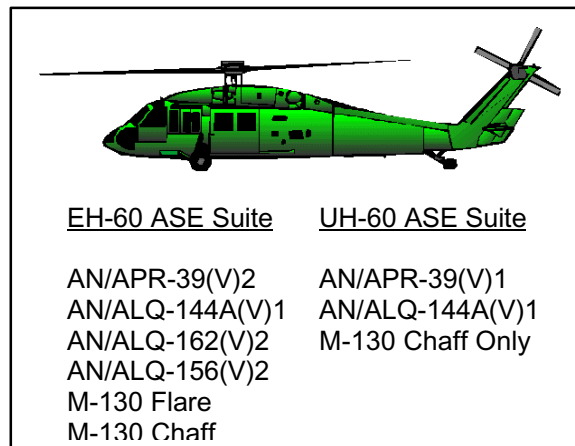 EH-60 ASE Suite
AN/APR-39(V)2
AN/ALQ-144A(V)1
AN/ALQ-162(V)2
AN/ALQ-156(V)2
M-130 Flare
M-130 Chaff
UH-60 ASE Suite
AN/APR-39(V)1
AN/ALQ-144A(V)1
M-130 Chaff Only